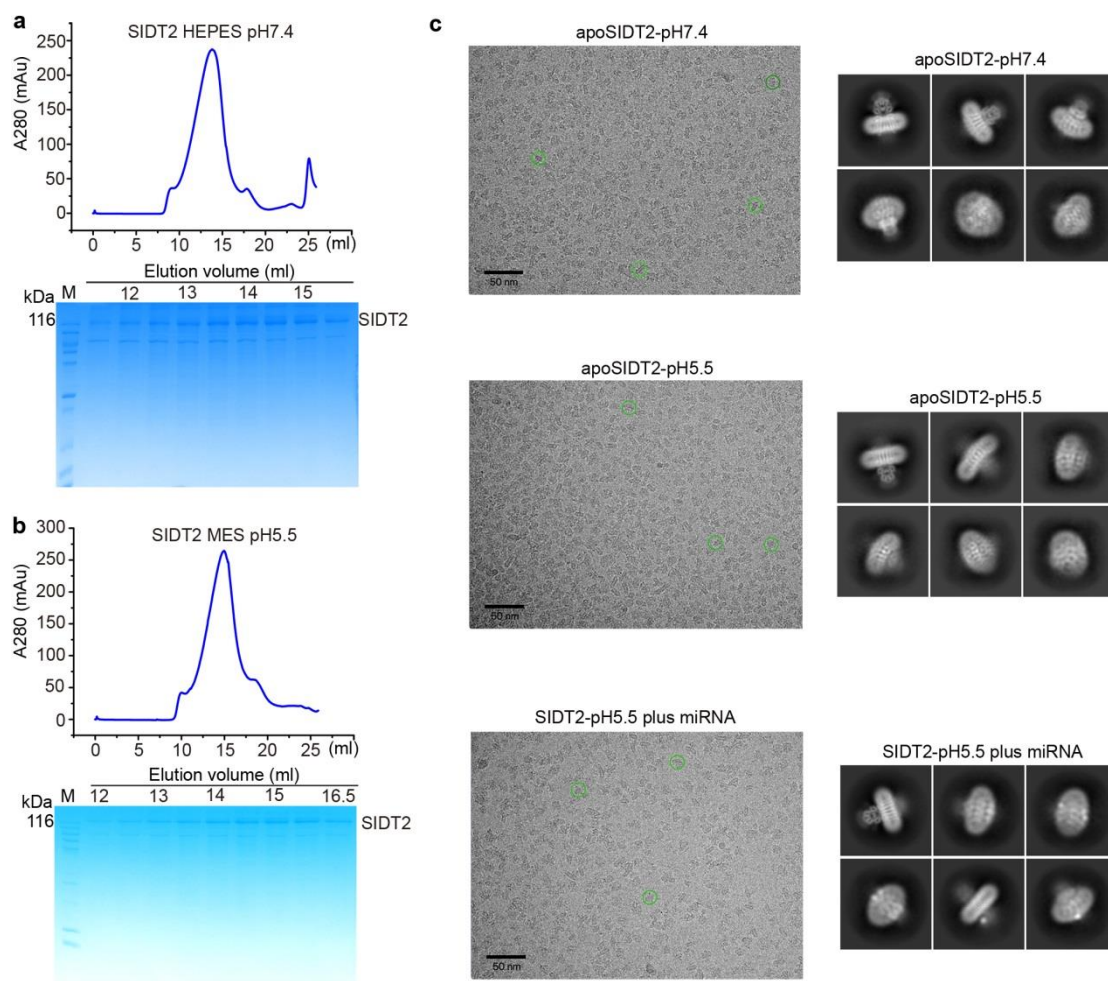 a
SIDT2 HEPES pH7.4
A280 (mAu)
250
200
150
100
50
0
0 5 10 15 20 25 (ml)
Elution volume (ml)
kDa M 12 13 14 15
116 SIDT2
b
SIDT2 MES pH5.5
A280 (mAu)
300
250
200
150
100
50
0
0 5 10 15 20 25 (ml)
Elution volume (ml)
kDa M 12 13 14 15 16.5
116 SIDT2
c
apoSIDT2-pH7.4
50 nm
apoSIDT2-pH7.4
apoSIDT2-pH5.5
50 nm
apoSIDT2-pH5.5
SIDT2-pH5.5 plus miRNA
50 nm
SIDT2-pH5.5 plus miRNA